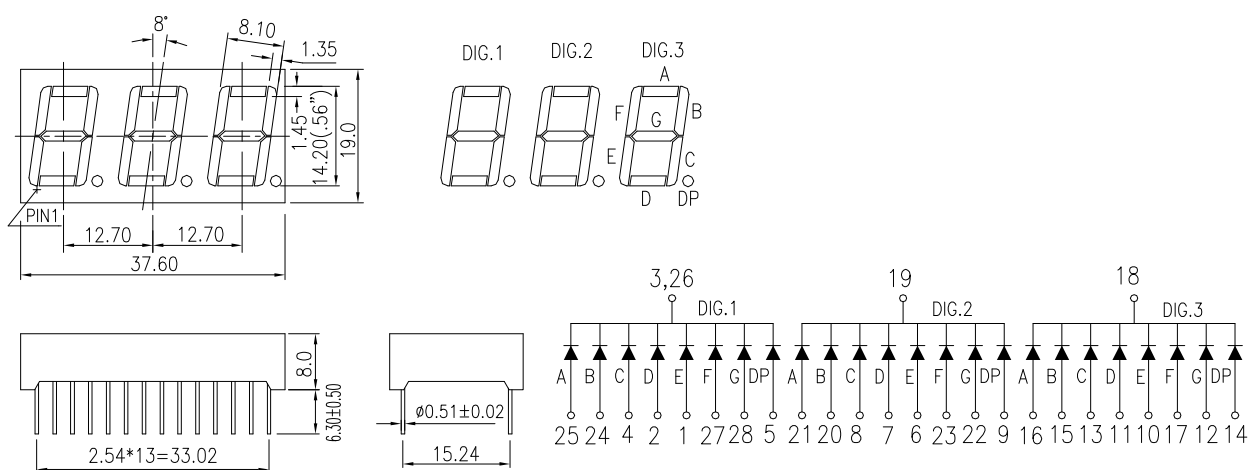 8°
8.10
1.35
1.45
14.20(.56")
19.0
PIN1
12.70
12.70
37.60
DIG.1
DIG.2
DIG.3
A
F
B
G
E
C
D
DP
8.0
6.30±0.50
2.54*13=33.02
ø0.51±0.02
15.24
3,26
19
18
DIG.1
DIG.2
DIG.3
A B C D E F G DP A B C D E F G DP A B C D E F G DP
25 24 4 2 1 27 28 5 21 20 8 7 6 23 22 9 16 15 13 11 10 17 12 14